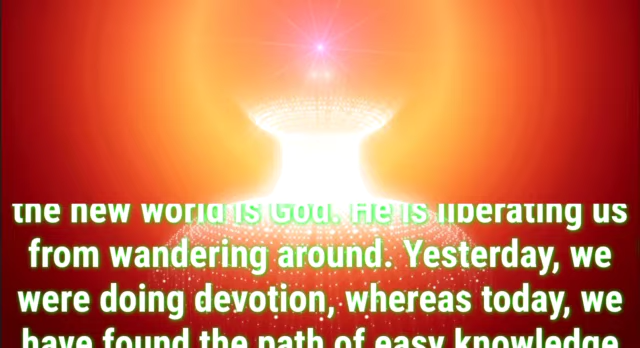 the new world is God. He is liberating us
from wandering around. Yesterday, we
were doing devotion, whereas today, we
have found the path of easy knowledge